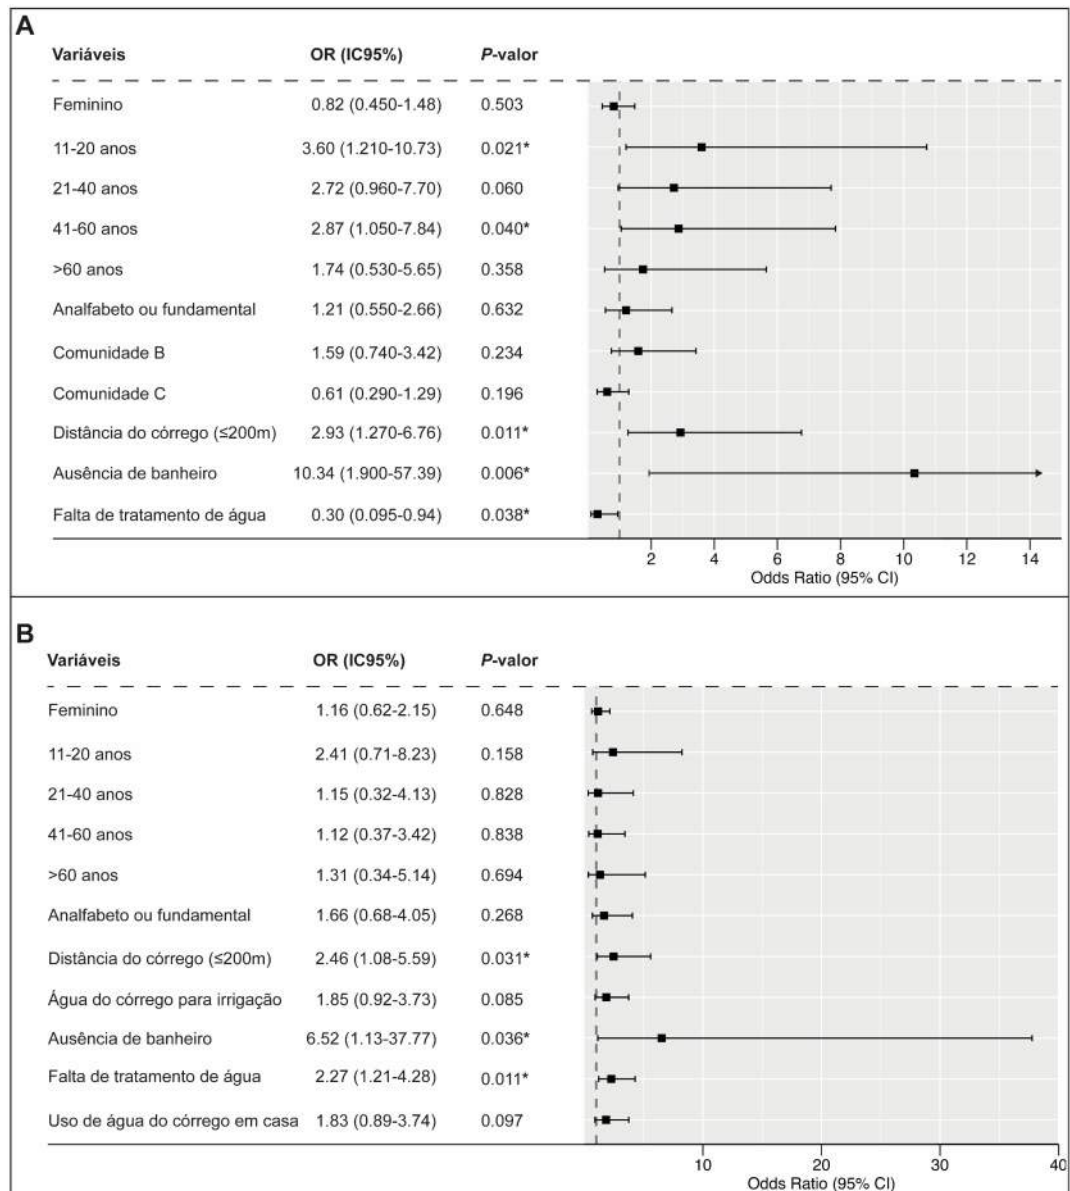 A
Variáveis OR (IC95%) P-valor
Feminino 0.82 (0.450-1.48) 0.503
11-20 anos 3.60 (1.210-10.73) 0.021*
21-40 anos 2.72 (0.960-7.70) 0.060
41-60 anos 2.87 (1.050-7.84) 0.040*
>60 anos 1.74 (0.530-5.65) 0.358
Analfabeto ou fundamental 1.21 (0.550-2.66) 0.632
Comunidade B 1.59 (0.740-3.42) 0.234
Comunidade C 0.61 (0.290-1.29) 0.196
Distância do córrego (≤200m) 2.93 (1.270-6.76) 0.011*
Ausência de banheiro 10.34 (1.900-57.39) 0.006*
Falta de tratamento de água 0.30 (0.095-0.94) 0.038*
2 4 6 8 10 12 14
Odds Ratio (95% CI)
B
Variáveis OR (IC95%) P-valor
Feminino 1.16 (0.62-2.15) 0.648
11-20 anos 2.41 (0.71-8.23) 0.158
21-40 anos 1.15 (0.32-4.13) 0.828
41-60 anos 1.12 (0.37-3.42) 0.838
>60 anos 1.31 (0.34-5.14) 0.694
Analfabeto ou fundamental 1.66 (0.68-4.05) 0.268
Distância do córrego (≤200m) 2.46 (1.08-5.59) 0.031*
Água do córrego para irrigação 1.85 (0.92-3.73) 0.085
Ausência de banheiro 6.52 (1.13-37.77) 0.036*
Falta de tratamento de água 2.27 (1.21-4.28) 0.011*
Uso de água do córrego em casa 1.83 (0.89-3.74) 0.097
10 20 30 40
Odds Ratio (95% CI)